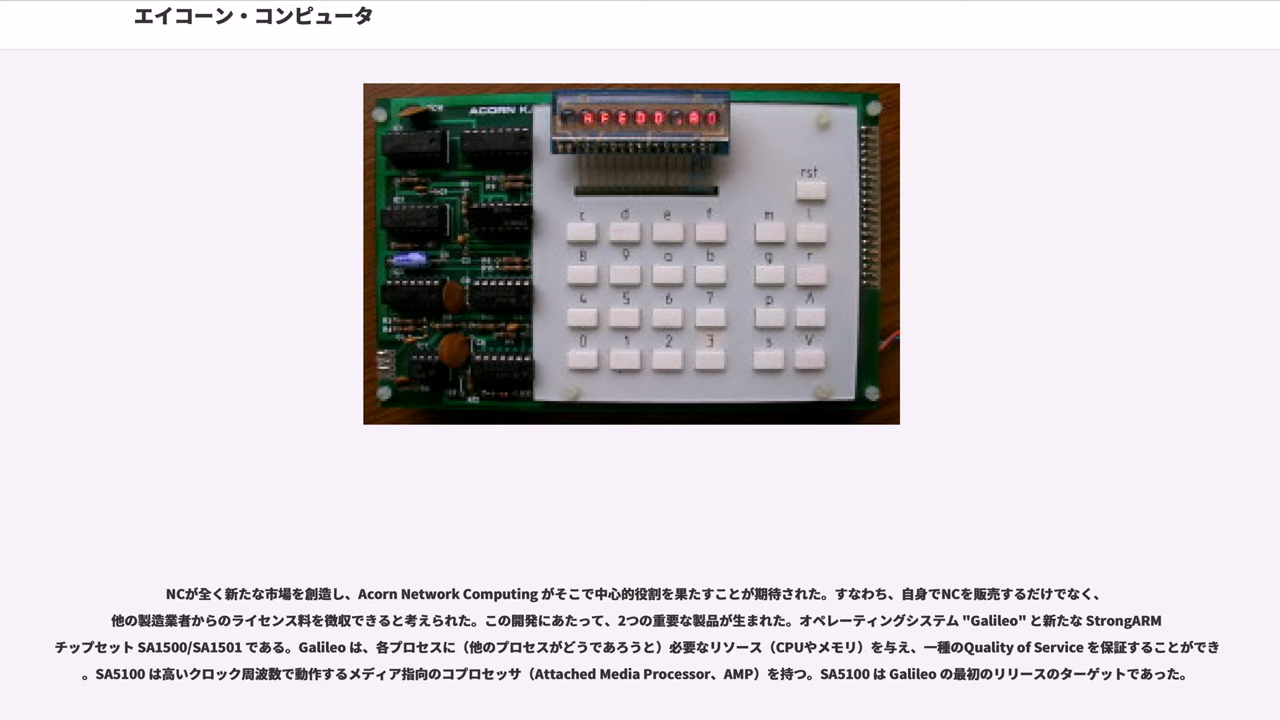 エイコーン・コンピュータ
ACORN
rst
c d e f m l
8 9 a b g r
4 5 6 7 p
0 1 2 3 s
NCが全く新たな市場を創造し、Acorn Network Computing がそこで中心的役割を果たすことが期待された。すなわち、自身でNCを販売するだけでなく、
他の製造業者からのライセンス料を徴収できると考えられた。この開発にあたって、2つの重要な製品が生まれた。オペレーティングシステム "Galileo" と新たな StrongARM
チップセット SA1500/SA1501 である。Galileo は、各プロセスに（他のプロセスがどうであろうと）必要なリソース（CPUやメモリ）を与え、一種のQuality of Service を保証することができ
。SA5100 は高いクロック周波数で動作するメディア指向のコプロセッサ（Attached Media Processor、AMP）を持つ。SA5100 は Galileo の最初のリリースのターゲットであった。